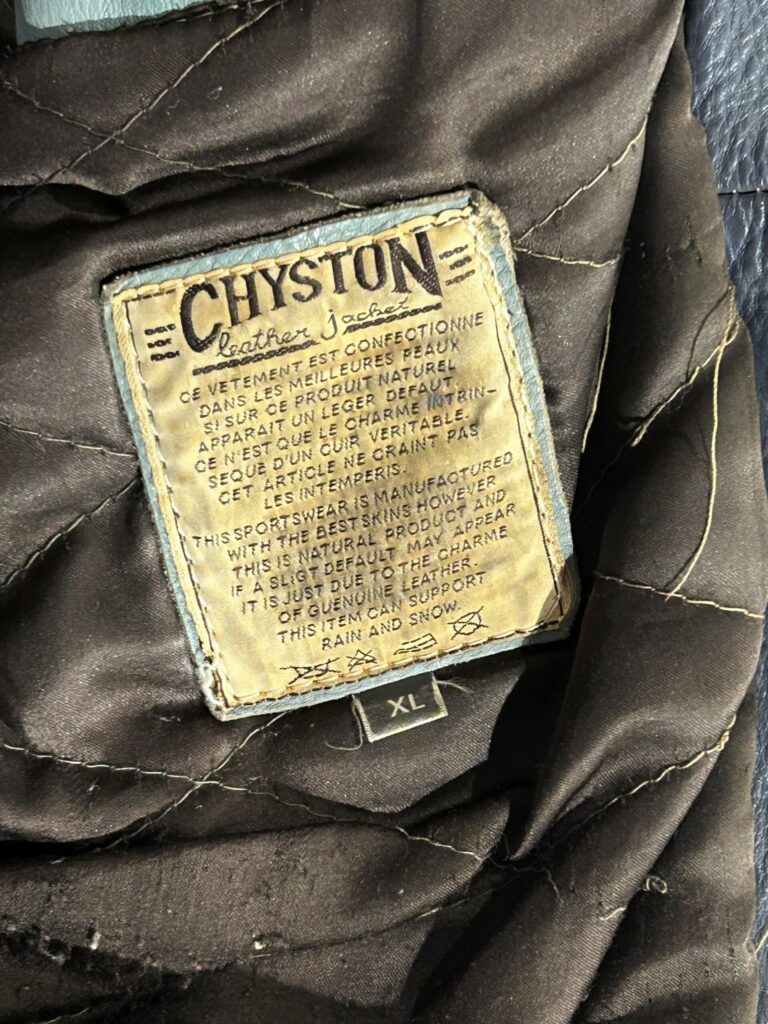 CHYSTON
leather jacket
CE VETEMENT EST CONFECTIONNE
DANS LES MEILLEURES PEAUX
SI SUR CE PRODUIT NATUREL
APPARAIT UN LEGER DEFAUT,
CE N'EST QUE LE CHARME INTRIN-
SEQUE D'UN CUIR VERITABLE.
CET ARTICLE NE CRAINT PAS
LES INTEMPERIS.
THIS SPORTSWEAR IS MANUFACTURED
WITH THE BEST SKINS HOWEVER
THIS IS NATURAL PRODUCT AND
IF A SLIGT DEFAULT MAY APPEAR
IT IS JUST DUE TO THE CHARME
OF GUENUINE LEATHER.
THIS ITEM CAN SUPPORT
RAIN AND SNOW.
XL